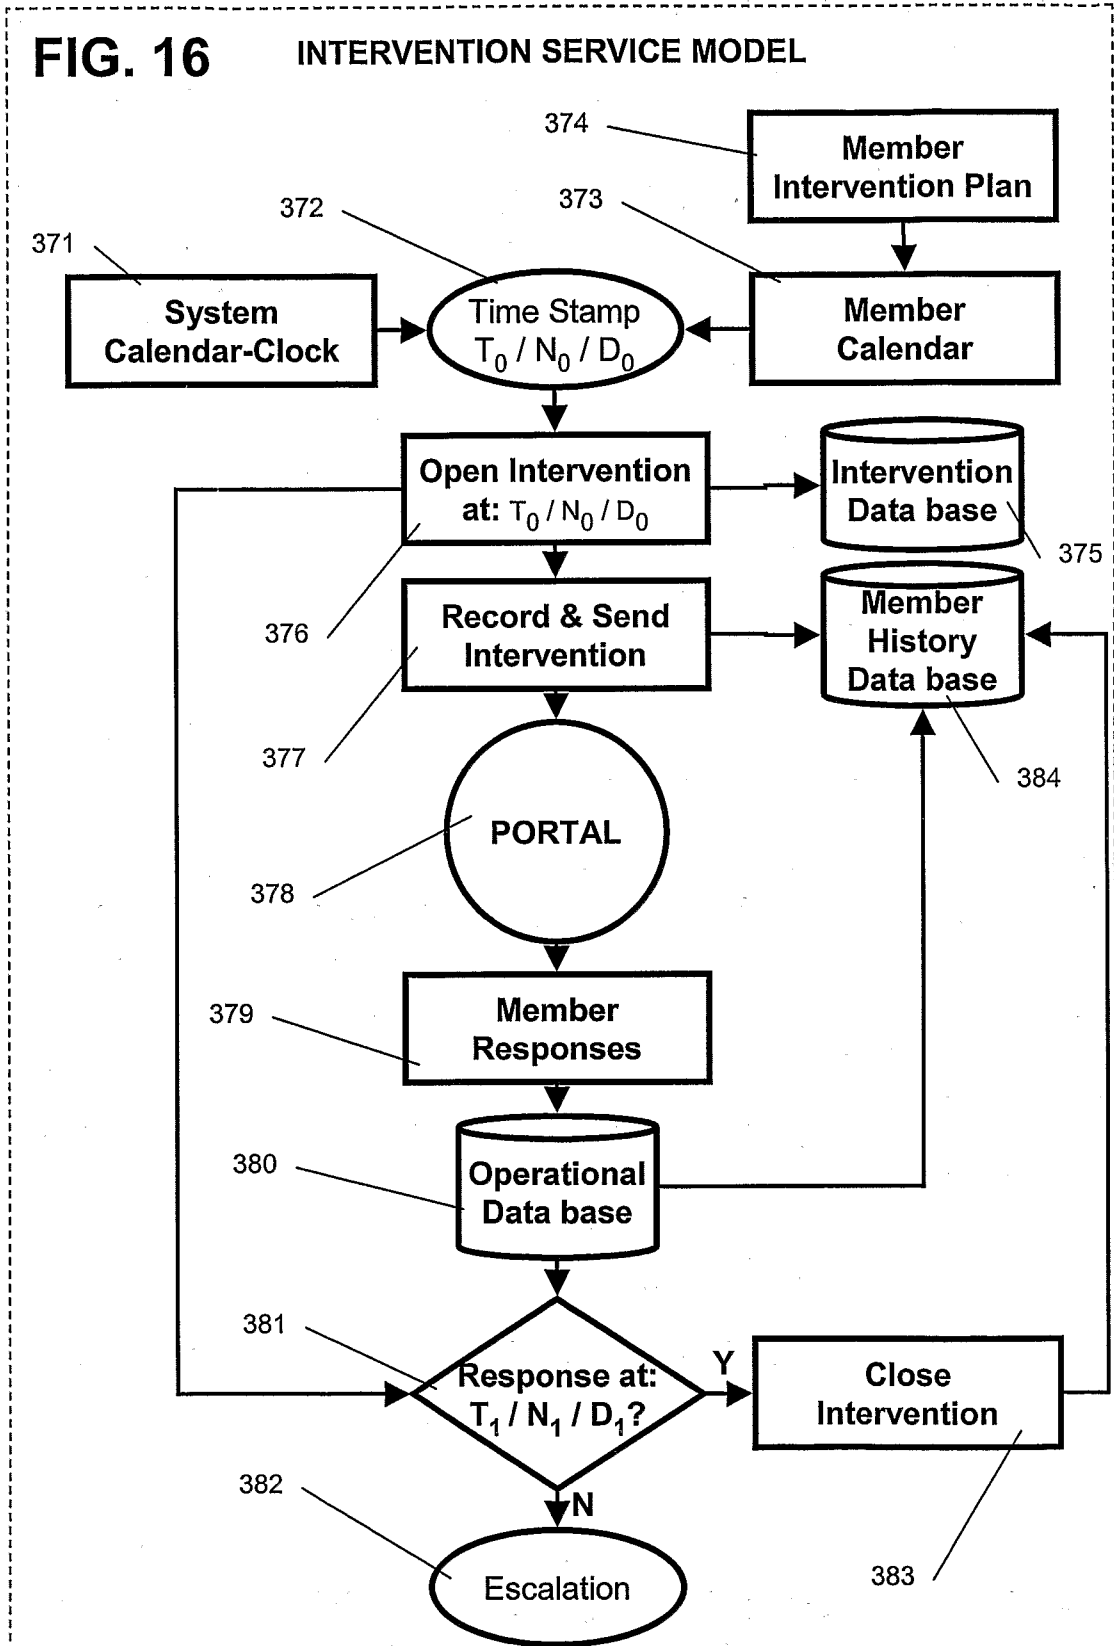 FIG. 16 INTERVENTION SERVICE MODEL
374
Member
Intervention Plan
372
373
371
System
Calendar-Clock
Time Stamp
T₀ / N₀ / D₀
Member
Calendar
Open Intervention
at: T₀ / N₀ / D₀
Intervention
Data base
375
376
Record & Send
Intervention
Member
History
Data base
377
384
PORTAL
378
379
Member
Responses
380
Operational
Data base
381
Response at:
T₁ / N₁ / D₁?
Y
Close
Intervention
382
N
383
Escalation